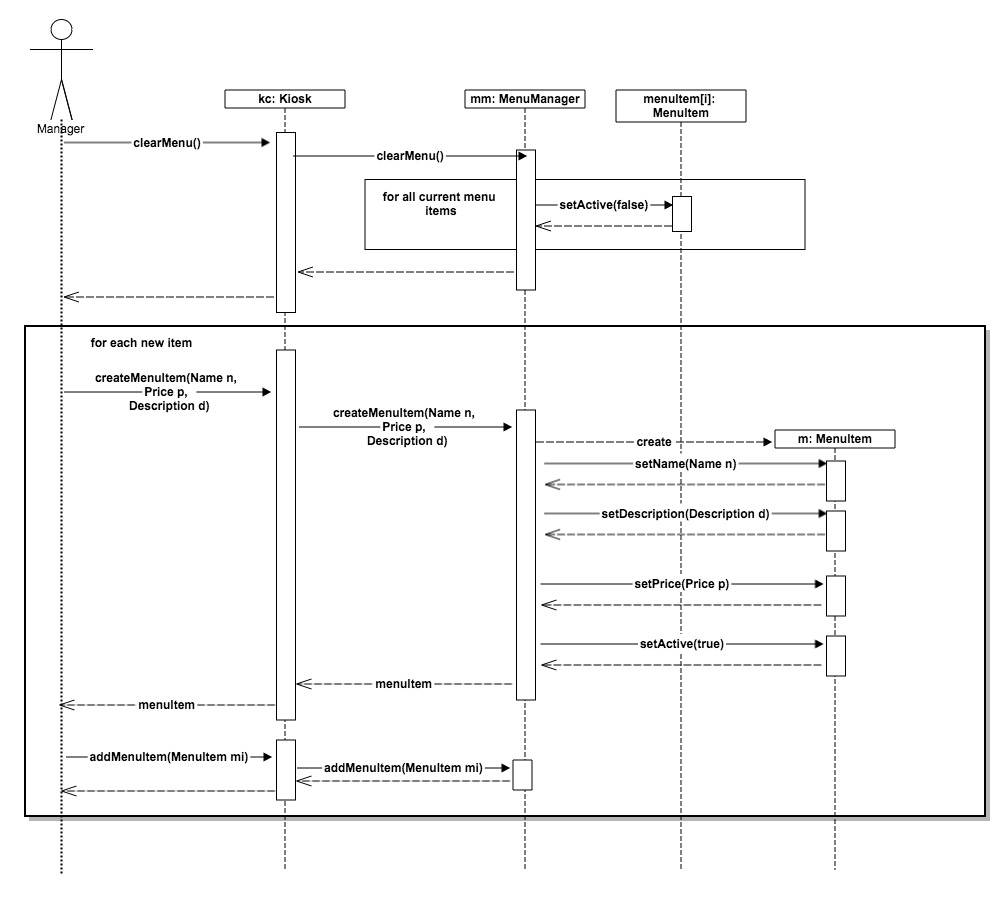 Manager
kc: Kiosk
mm: MenuManager
menuItem[i]:
MenuItem
clearMenu()
clearMenu()
for all current menu
items
setActive(false)
for each new item
createMenuItem(Name n,
Price p,
Description d)
createMenuItem(Name n,
Price p,
Description d)
create
m: MenuItem
setName(Name n)
setDescription(Description d)
setPrice(Price p)
setActive(true)
menuItem
menuItem
addMenuItem(MenuItem mi)
addMenuItem(MenuItem mi)